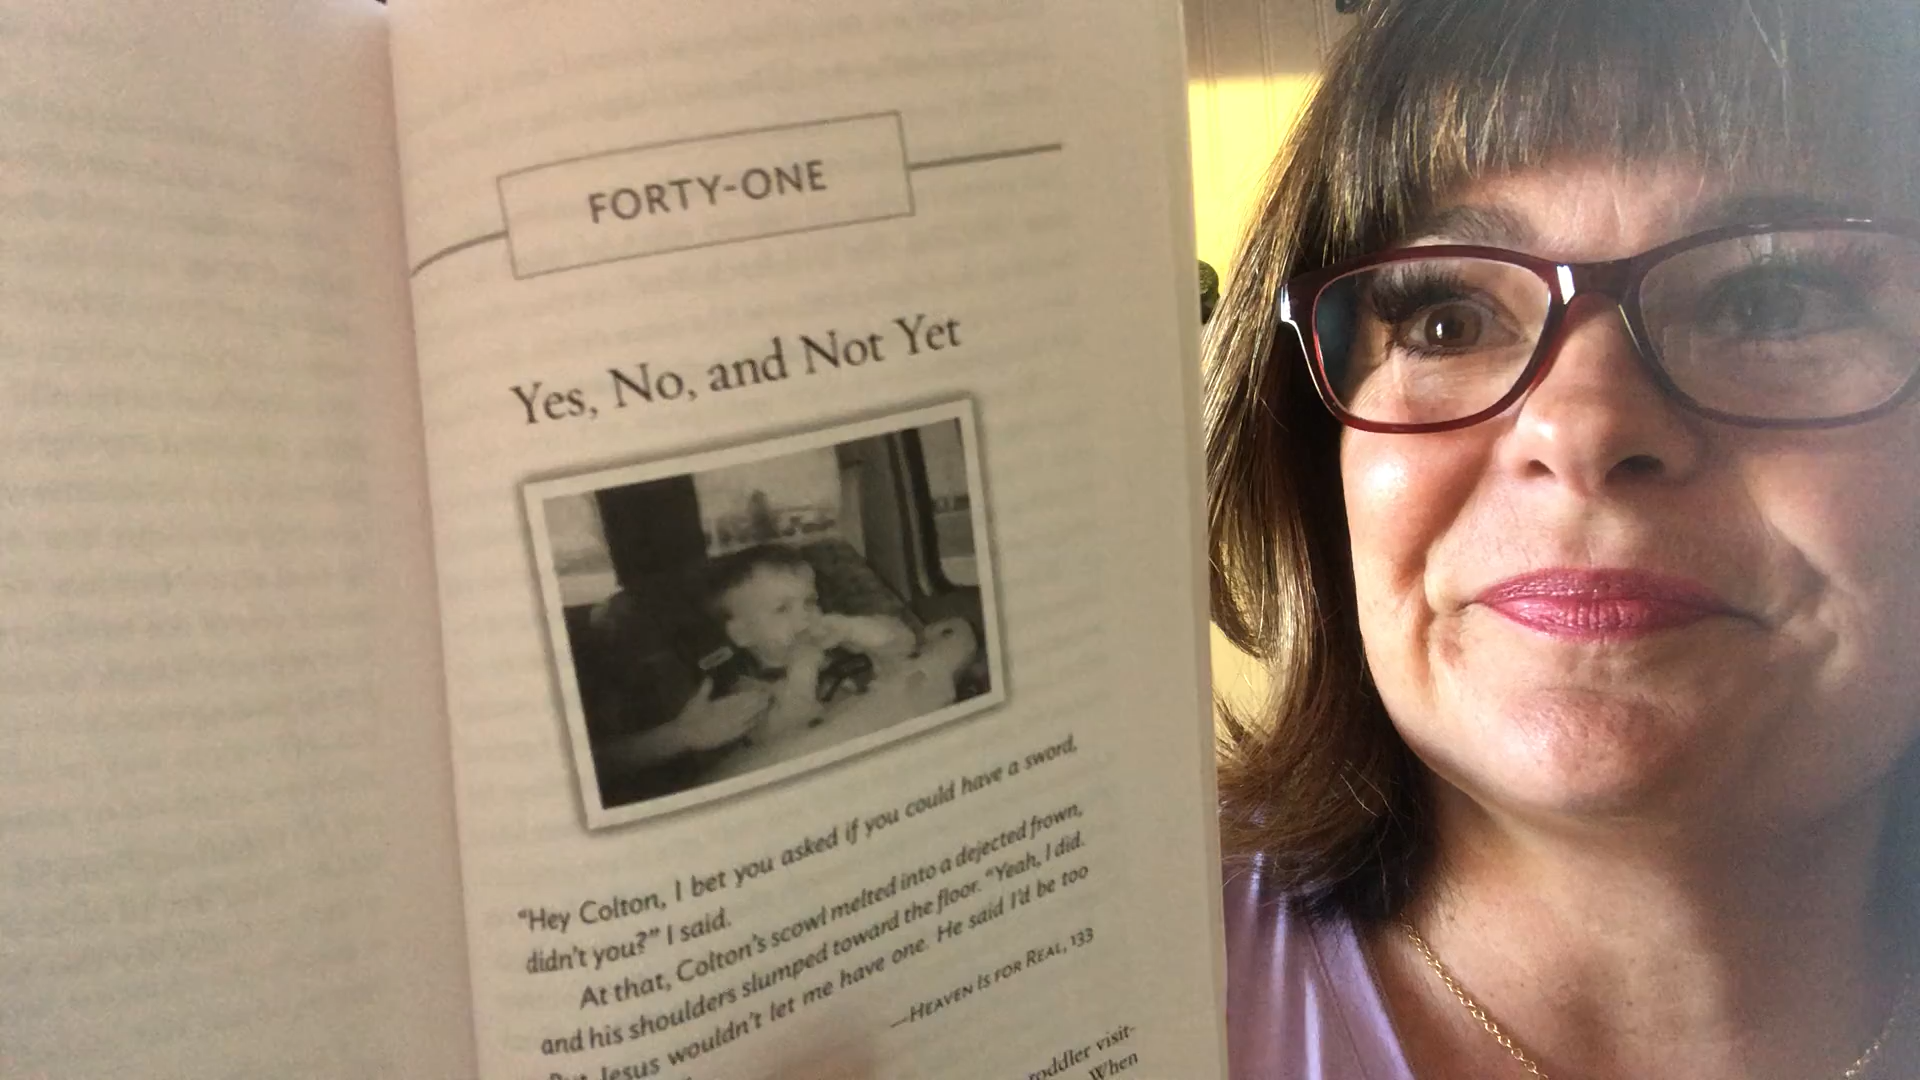 FORTY-ONE
Yes, No, and Not Yet
“Hey Colton, I bet you asked if you could have a sword,
didn’t you?” I said.
At that, Colton’s scowl melted into a dejected frown,
and his shoulders slumped toward the floor. “Yeah, I did.
But Jesus wouldn’t let me have one. He said I’d be too
—HEAVEN IS FOR REAL, 133
toddler visit-
When